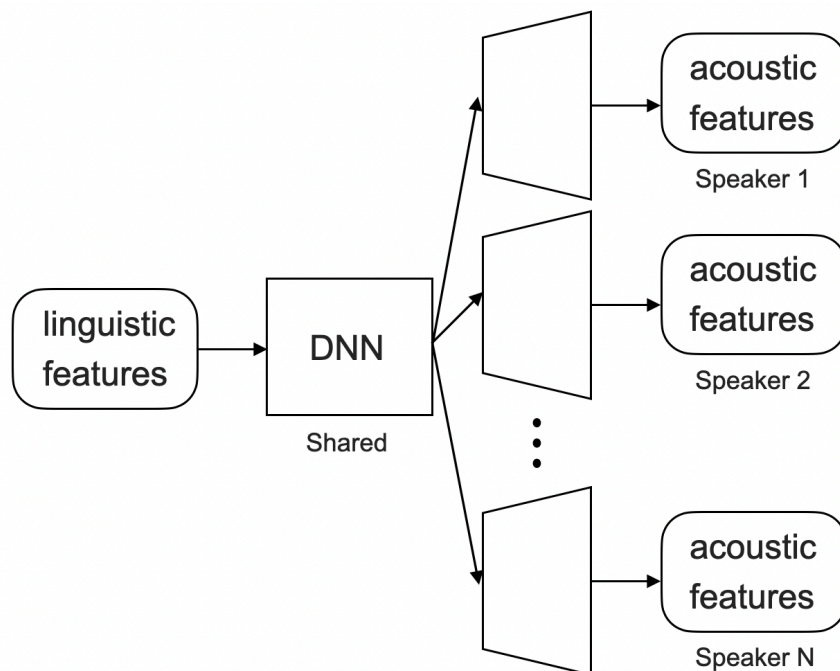 acoustic
features
Speaker 1
acoustic
features
Speaker 2
linguistic
features
DNN
Shared
acoustic
features
Speaker N